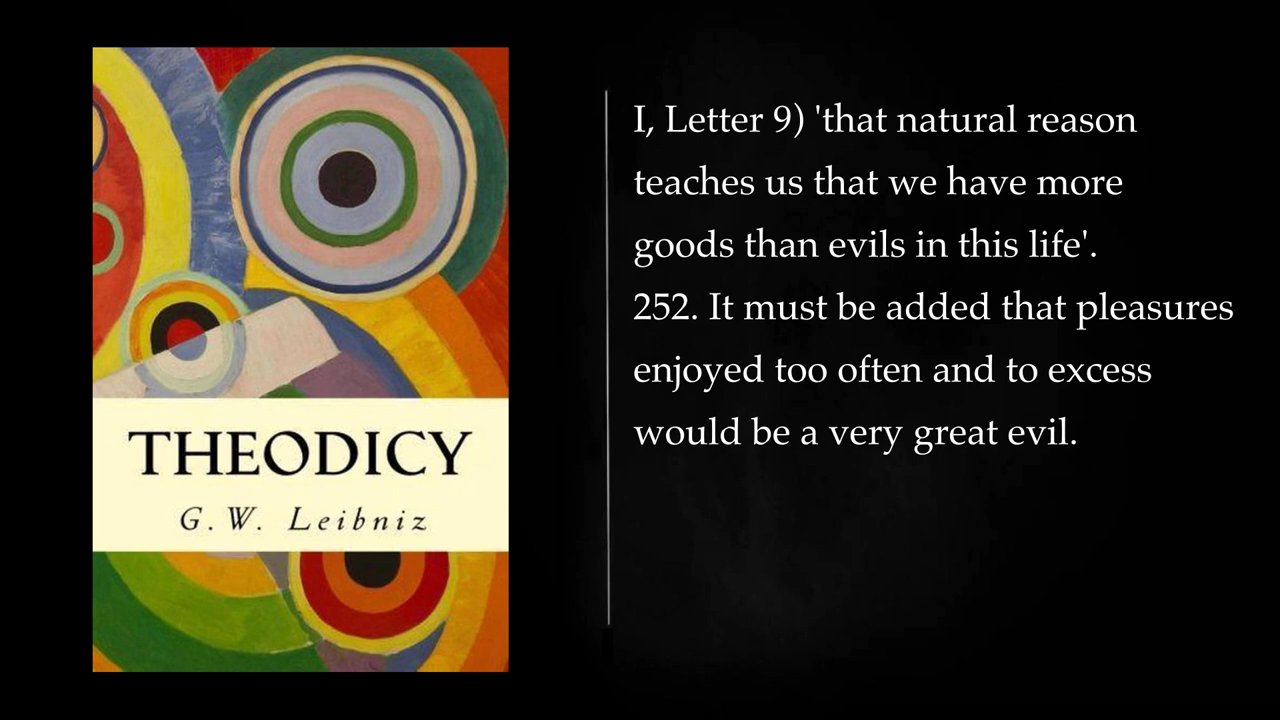 THEODICY
G. W. Leibniz
I, Letter 9) 'that natural reason
teaches us that we have more
goods than evils in this life'.
252. It must be added that pleasures
enjoyed too often and to excess
would be a very great evil.